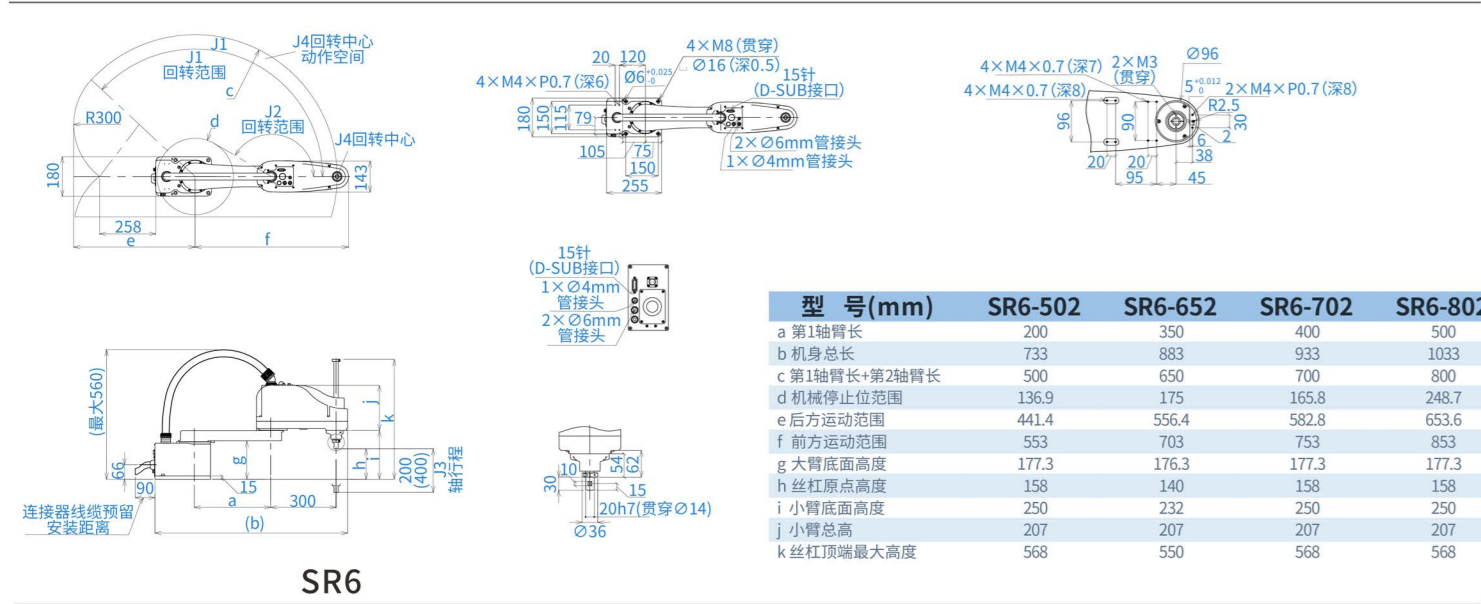 J1
J1
回转范围
J4回转中心
动作空间
c
R300
d
J2
回转范围
J4回转中心
180
143
258
e
f
20
120
4×M8(贯穿)
∅16(深0.5)
4×M4×P0.7(深6)
Ø6 +0.025 -0
15针
(D-SUB接口)
180
150
115
79
105
75
150
255
2×∅6mm管接头
1×∅4mm管接头
4×M4×0.7(深7)
2×M3
(贯穿)
∅96
4×M4×0.7(深8)
5 +0.012 0
2×M4×P0.7(深8)
R2.5
96
90
30
2
6
20
20
38
95
45
15针
(D-SUB接口)
1×∅4mm
管接头
2×∅6mm
管接头
(最大560)
66
90
连接器线缆预留
安装距离
15
a
300
(b)
g
h
i
j
k
200
(400)
J3
轴行程
10
30
54
62
15
20h7(贯穿∅14)
∅36
SR6
型 号(mm) SR6-502 SR6-652 SR6-702 SR6-802
a 第1轴臂长 200 350 400 500
b 机身总长 733 883 933 1033
c 第1轴臂长+第2轴臂长 500 650 700 800
d 机械停止位范围 136.9 175 165.8 248.7
e 后方运动范围 441.4 556.4 582.8 653.6
f 前方运动范围 553 703 753 853
g 大臂底面高度 177.3 176.3 177.3 177.3
h 丝杠原点高度 158 140 158 158
i 小臂底面高度 250 232 250 250
j 小臂总高 207 207 207 207
k 丝杠顶端最大高度 568 550 568 568